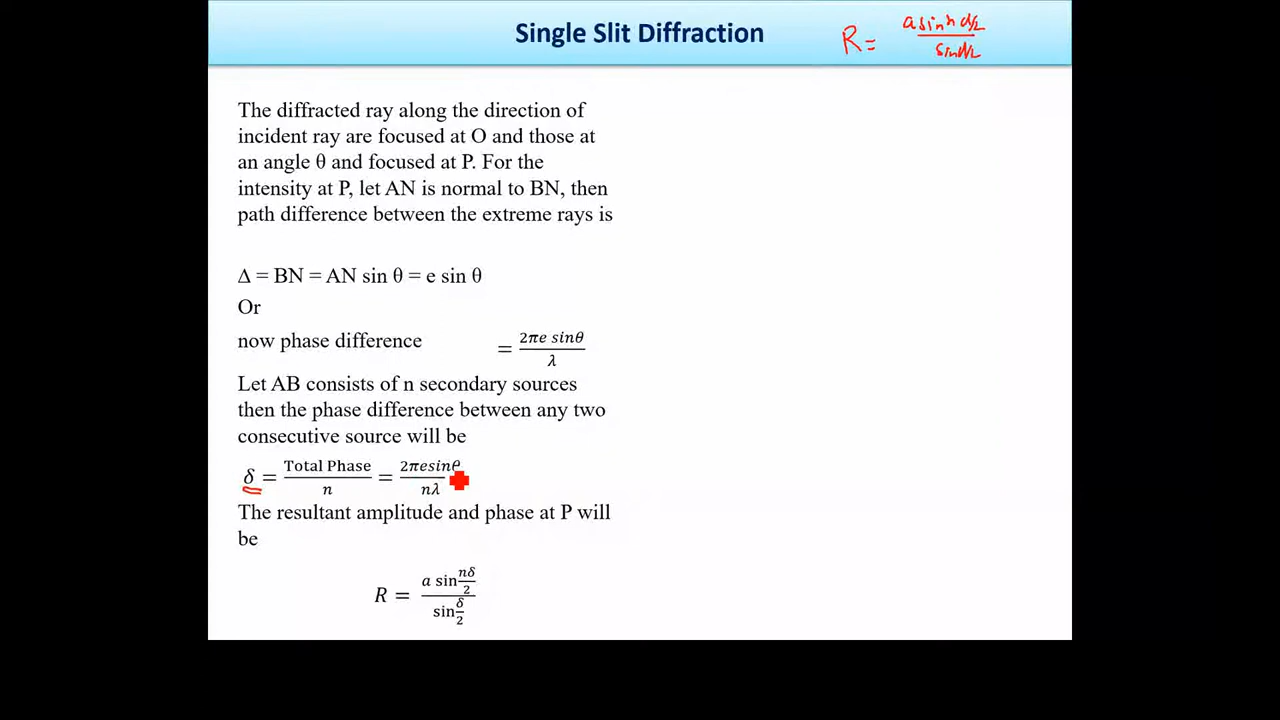 Single Slit Diffraction
R = a sin n d/2 / sin d/2
The diffracted ray along the direction of
incident ray are focused at O and those at
an angle θ and focused at P. For the
intensity at P, let AN is normal to BN, then
path difference between the extreme rays is
Δ = BN = AN sin θ = e sin θ
Or
now phase difference = 2πe sinθ / λ
Let AB consists of n secondary sources
then the phase difference between any two
consecutive source will be
δ = Total Phase / n = 2πesinθ / nλ
The resultant amplitude and phase at P will
be
R = a sin nδ/2 / sin δ/2